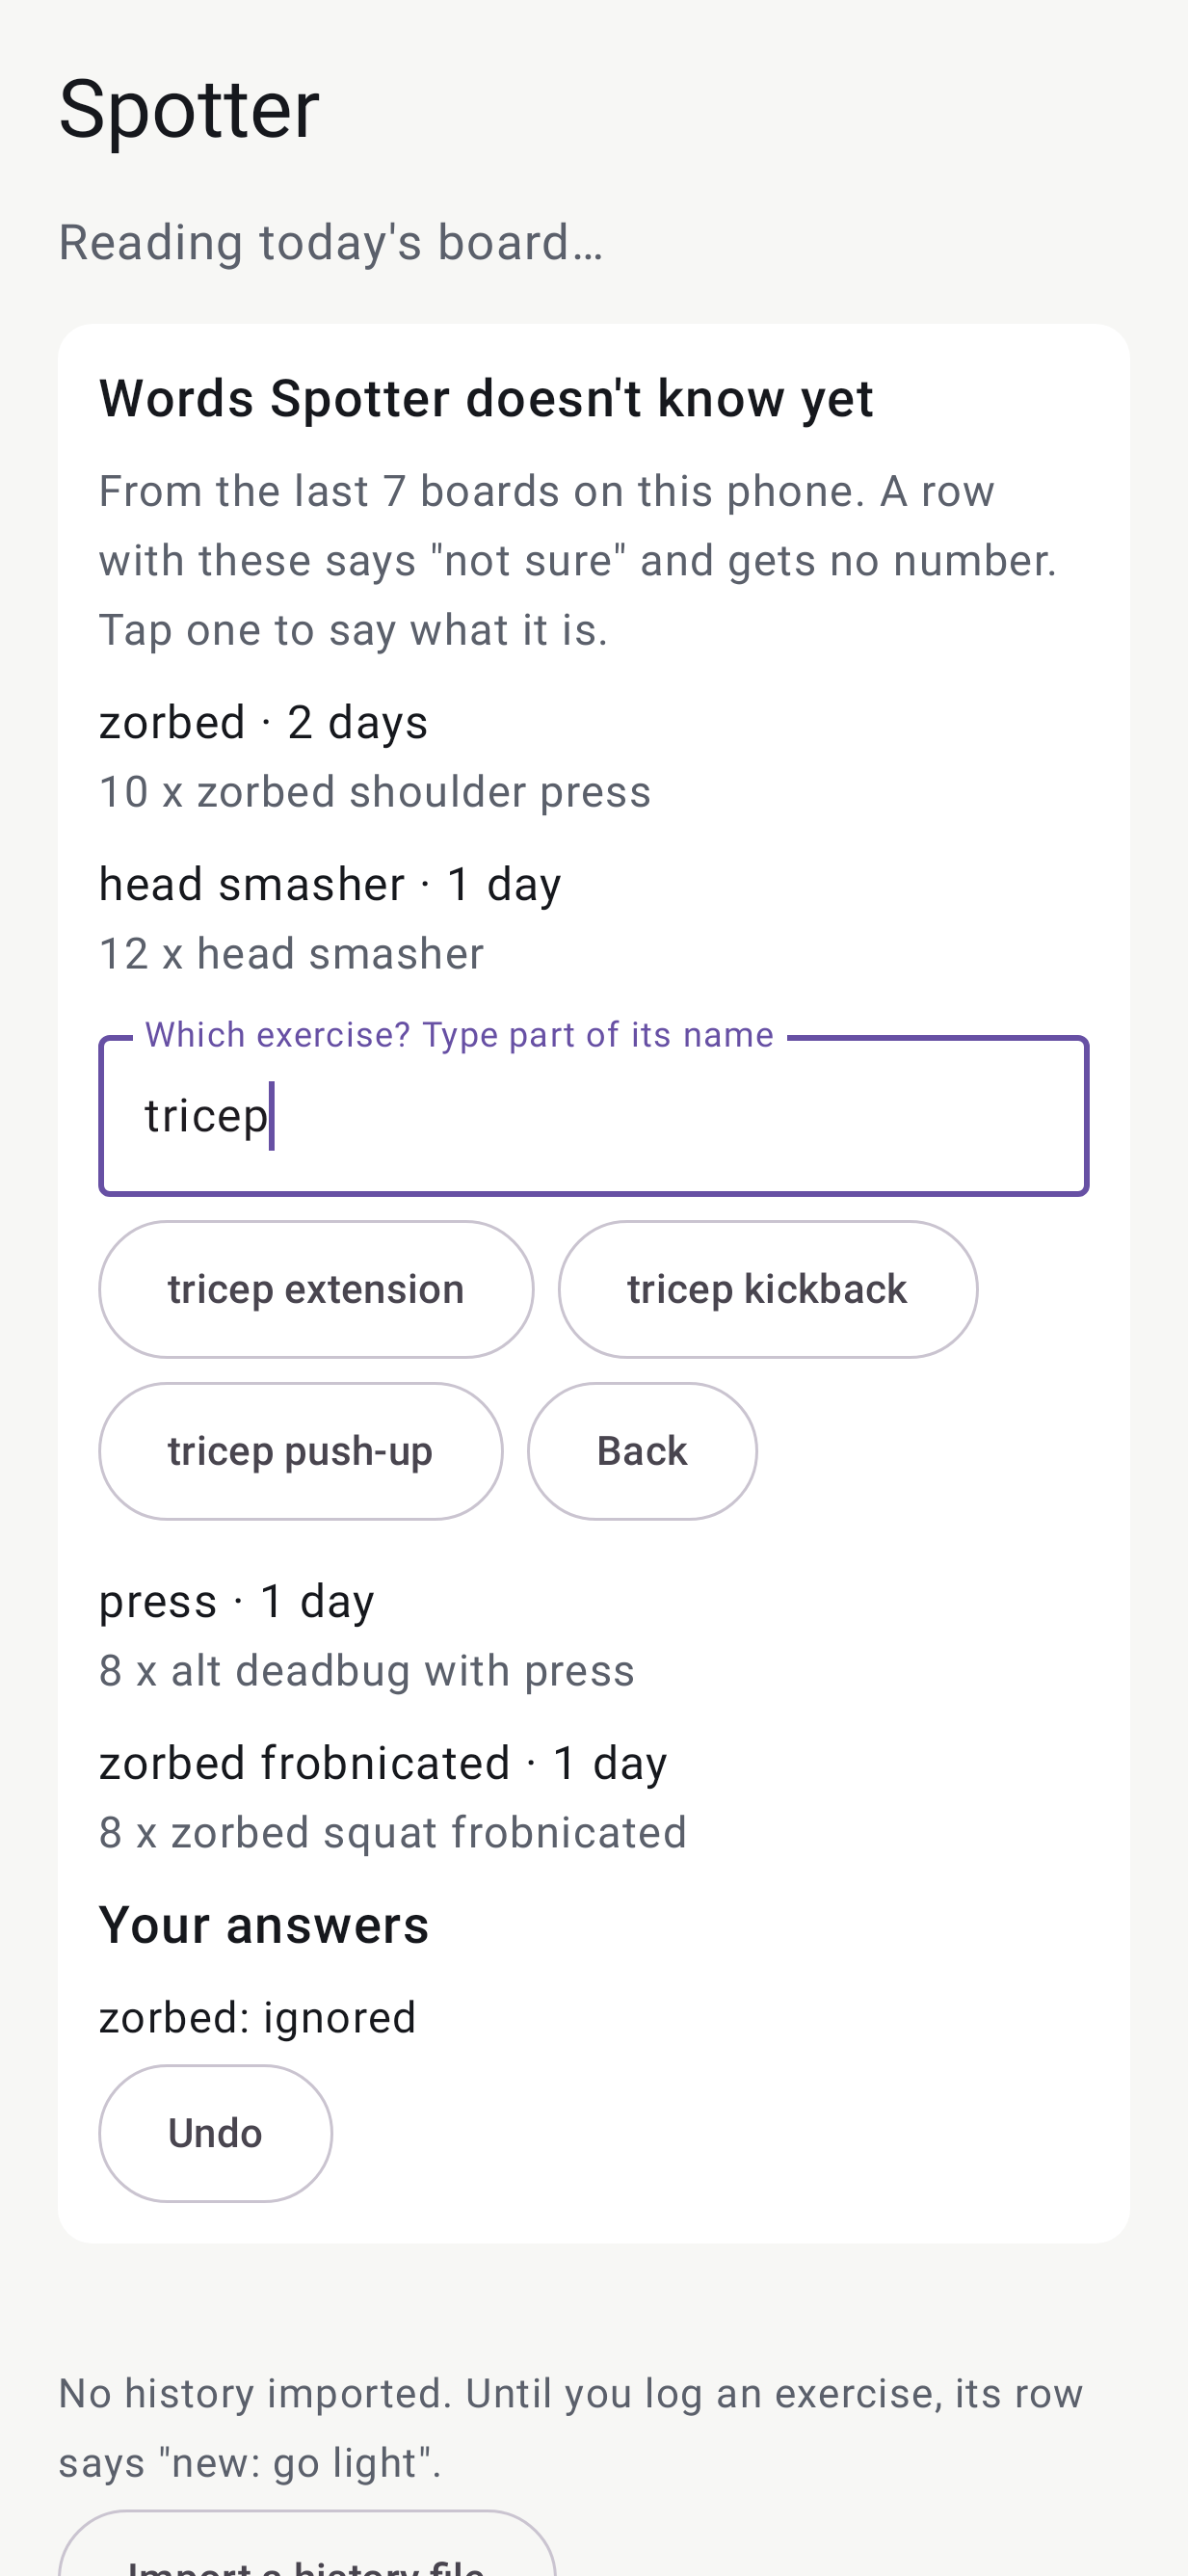 Spotter
Reading today's board…
Words Spotter doesn't know yet
From the last 7 boards on this phone. A row
with these says "not sure" and gets no number.
Tap one to say what it is.
zorbed · 2 days
10 x zorbed shoulder press
head smasher · 1 day
12 x head smasher
Which exercise? Type part of its name
tricep
tricep extension
tricep kickback
tricep push-up
Back
press · 1 day
8 x alt deadbug with press
zorbed frobnicated · 1 day
8 x zorbed squat frobnicated
Your answers
zorbed: ignored
Undo
No history imported. Until you log an exercise, its row
says "new: go light".
Import a history file